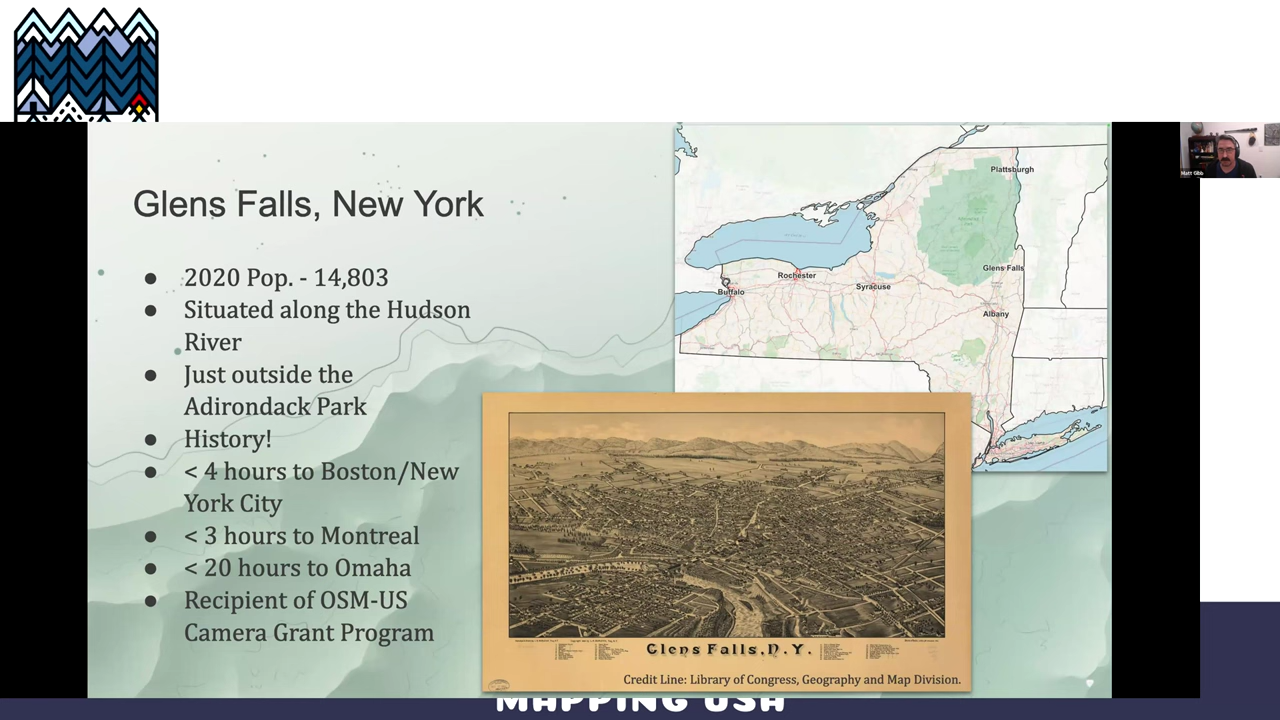 Glens Falls, New York
● 2020 Pop. - 14,803
● Situated along the Hudson
River
● Just outside the
Adirondack Park
● History!
● < 4 hours to Boston/New
York City
● < 3 hours to Montreal
● < 20 hours to Omaha
● Recipient of OSM-US
Camera Grant Program
Plattsburgh
Glens Falls
Rochester
Syracuse
Buffalo
Albany
Glens Falls, N.Y.
Credit Line: Library of Congress, Geography and Map Division.
Matt Gibb
MAPPING USA